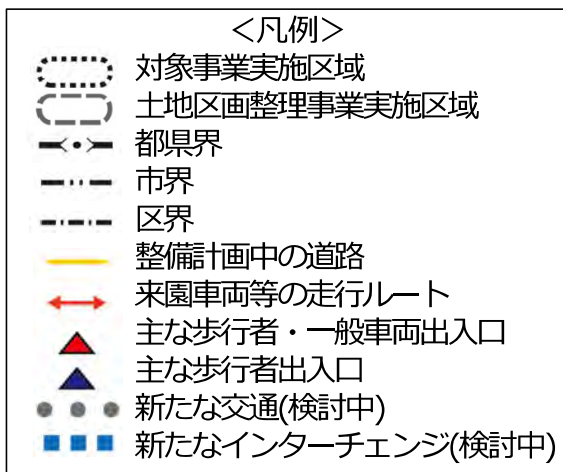 ＜凡例＞
対象事業実施区域
土地区画整理事業実施区域
都県界
市界
区界
整備計画中の道路
来園車両等の走行ルート
主な歩行者・一般車両出入口
主な歩行者出入口
新たな交通(検討中)
新たなインターチェンジ(検討中)